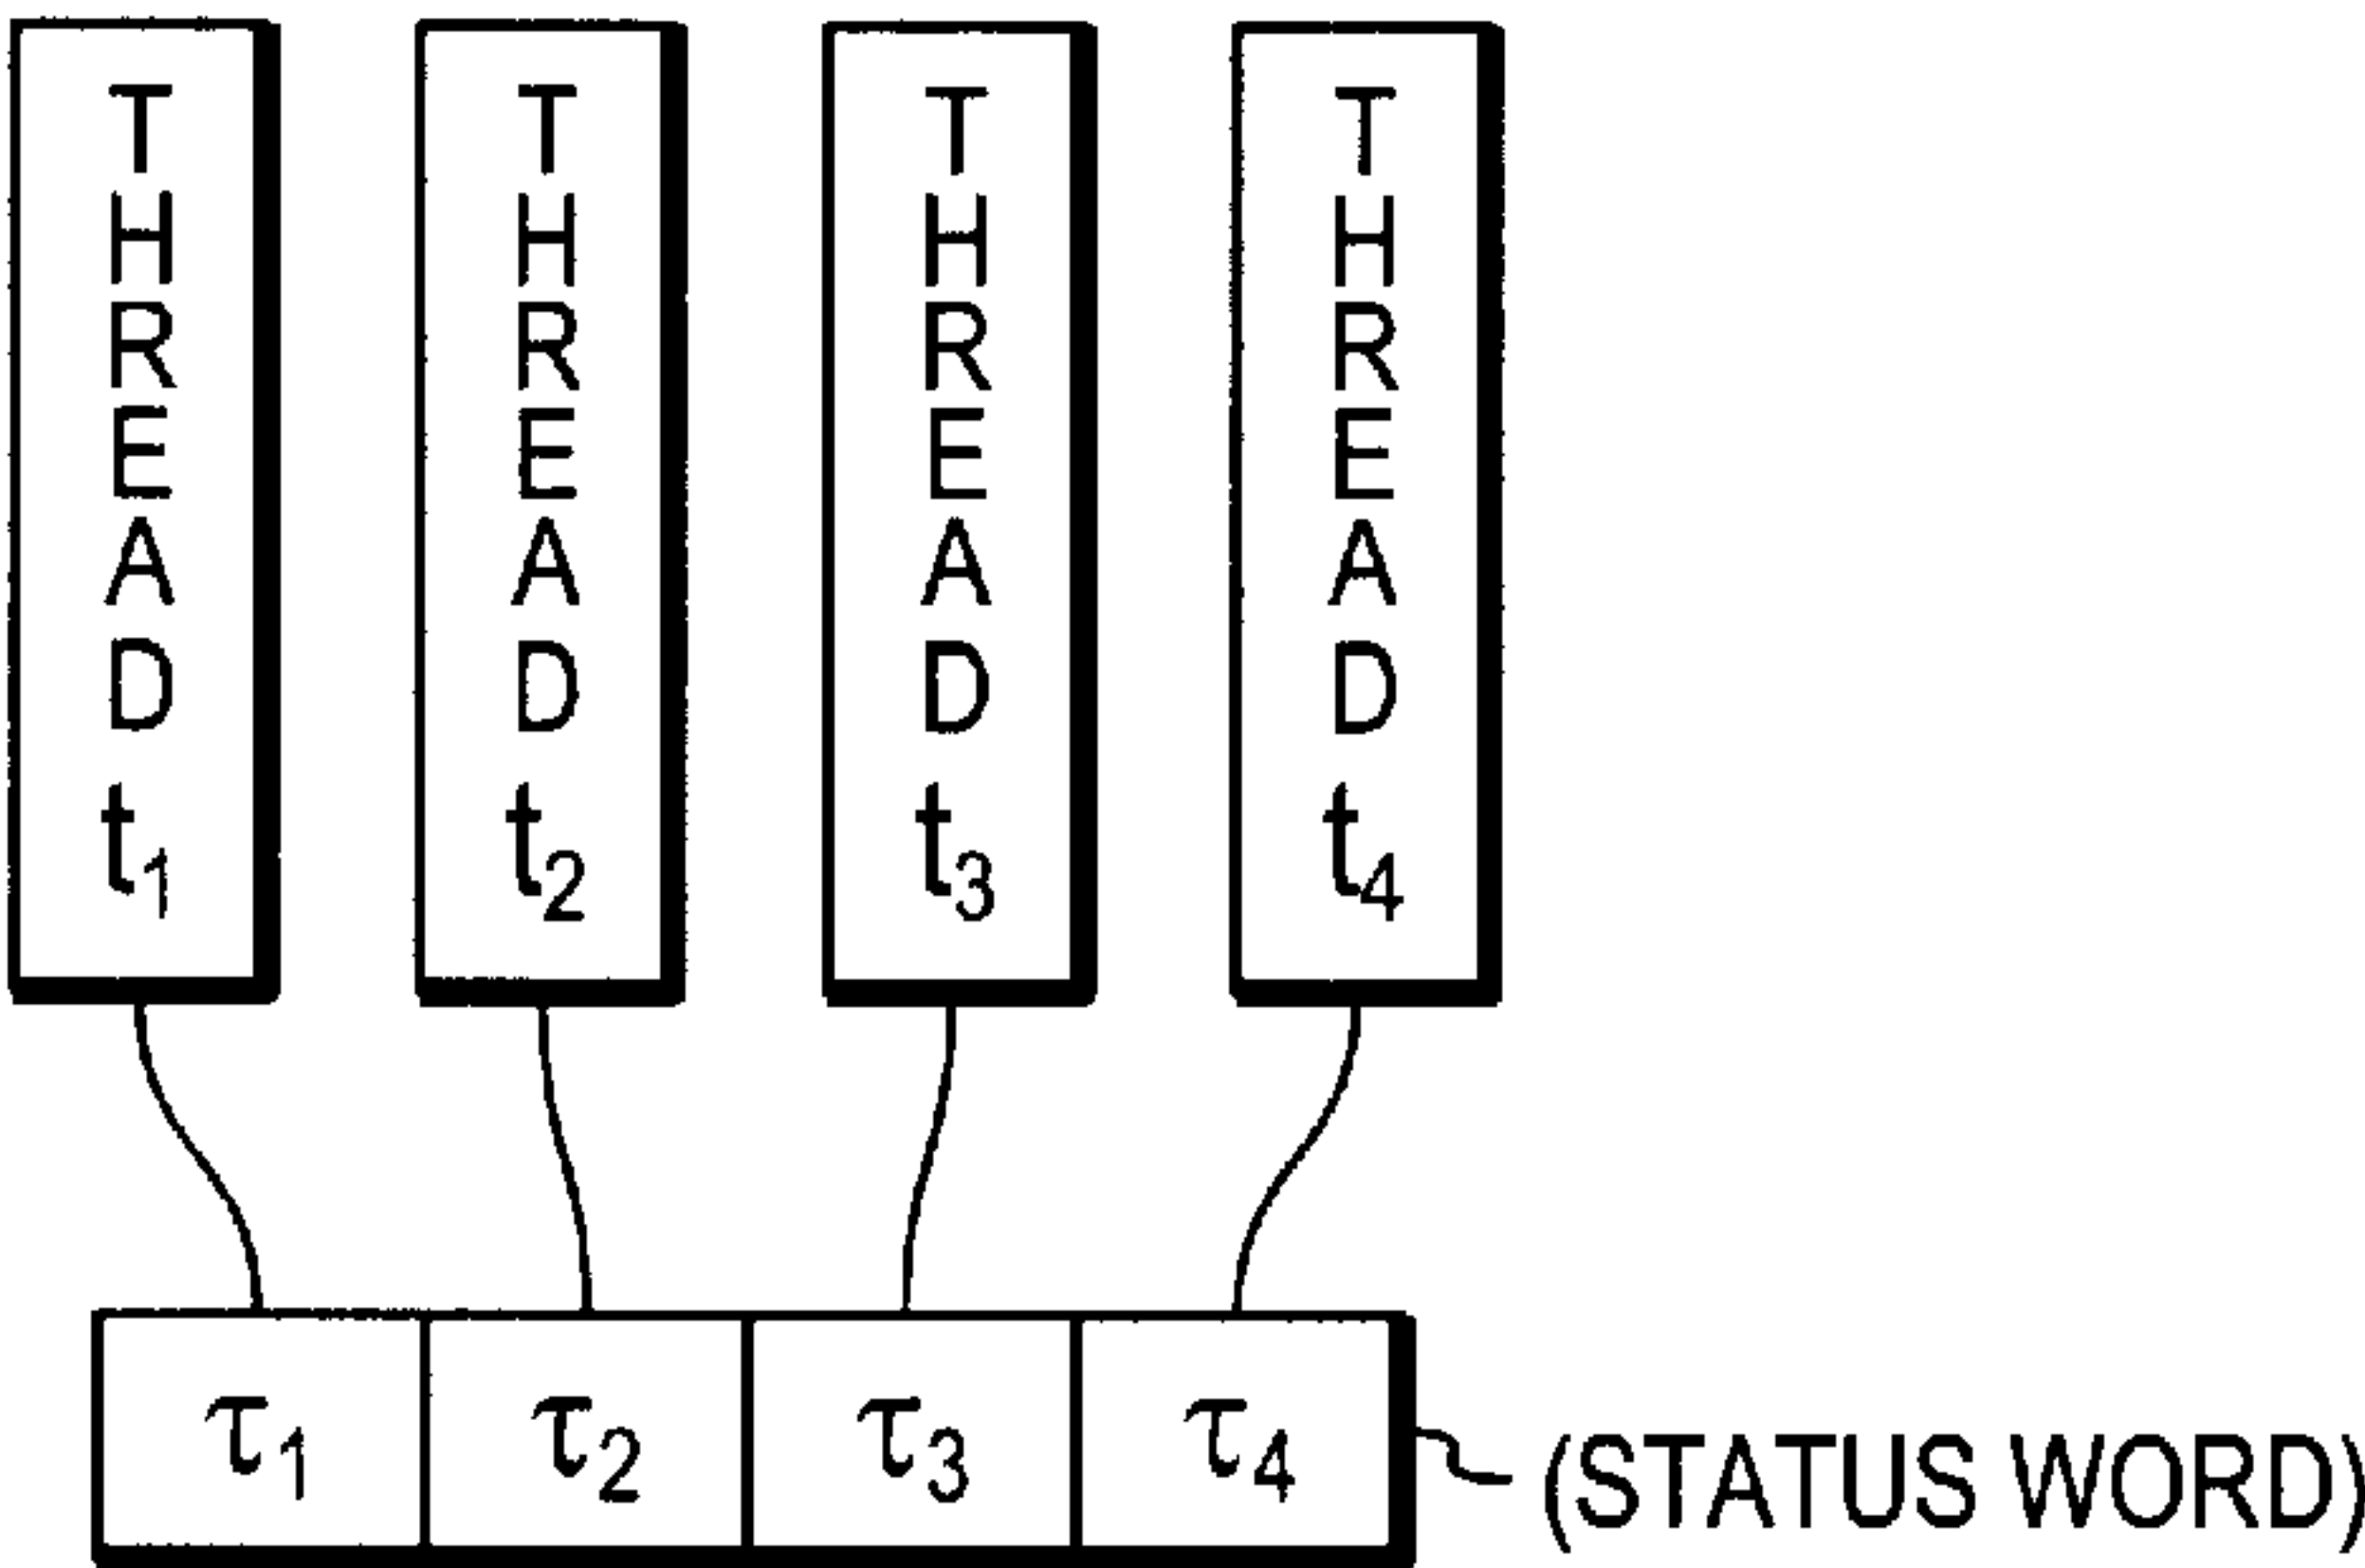 THREAD t₁
THREAD t₂
THREAD t₃
THREAD t₄
τ₁ τ₂ τ₃ τ₄ (STATUS WORD)